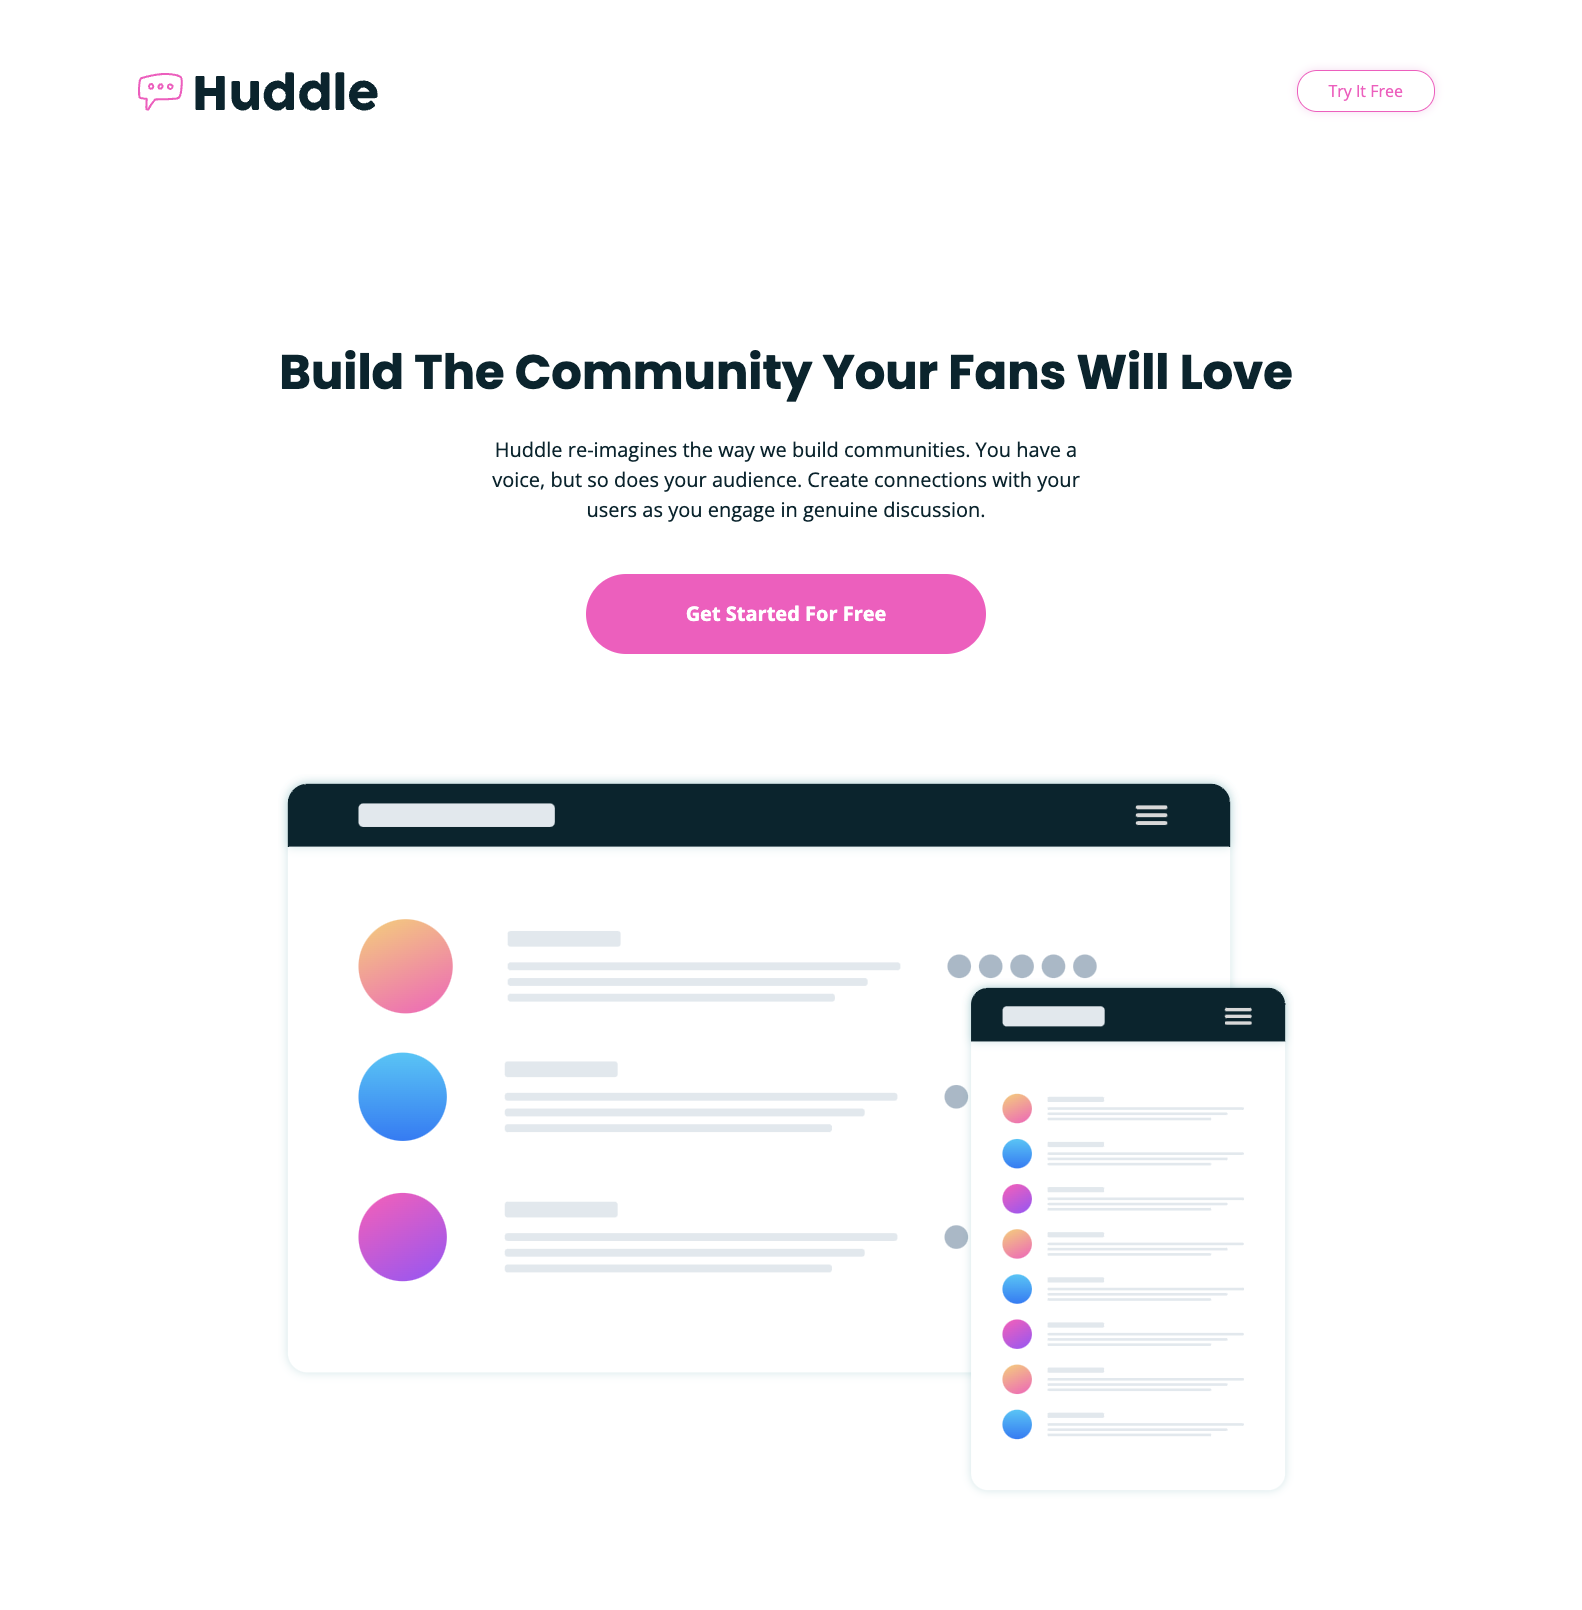 Huddle
Try It Free
Build The Community Your Fans Will Love
Huddle re-imagines the way we build communities. You have a
voice, but so does your audience. Create connections with your
users as you engage in genuine discussion.
Get Started For Free